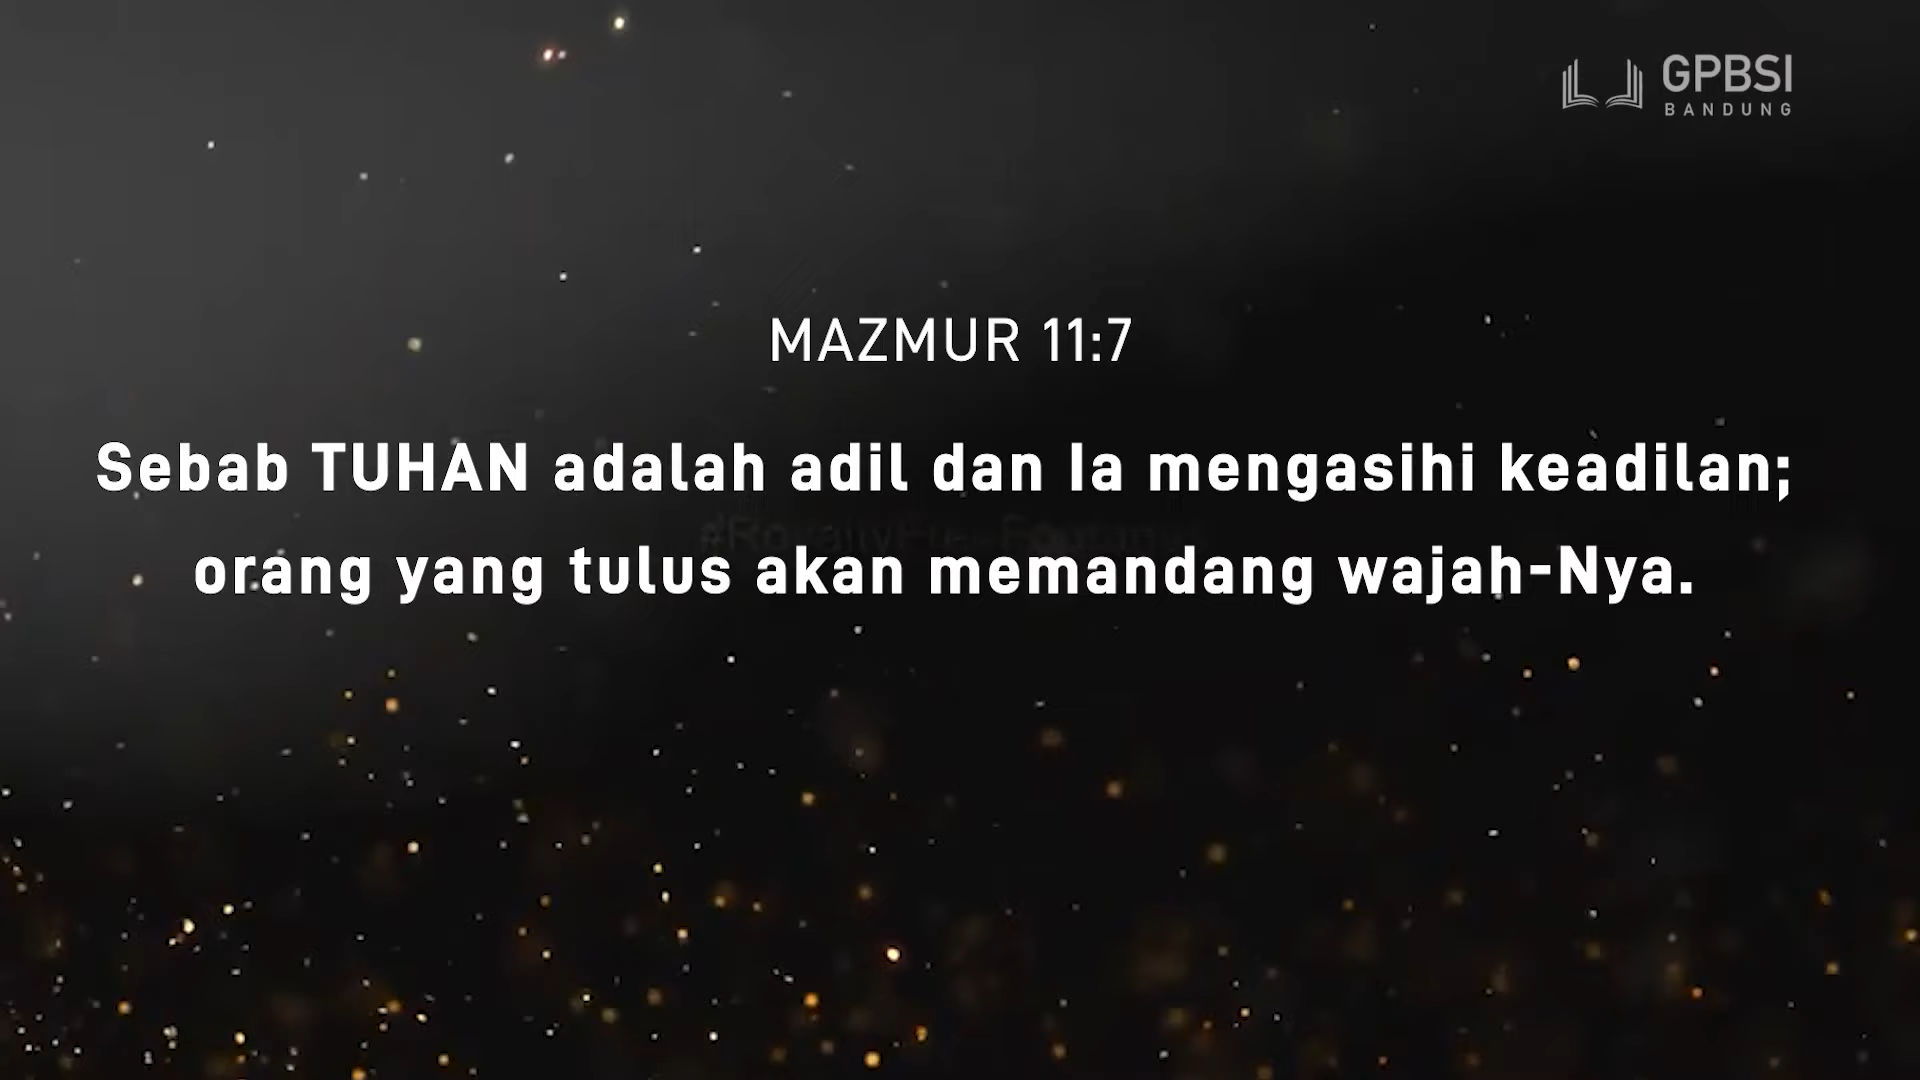 GPBSI
BANDUNG
MAZMUR 11:7
Sebab TUHAN adalah adil dan Ia mengasihi keadilan;
orang yang tulus akan memandang wajah-Nya.